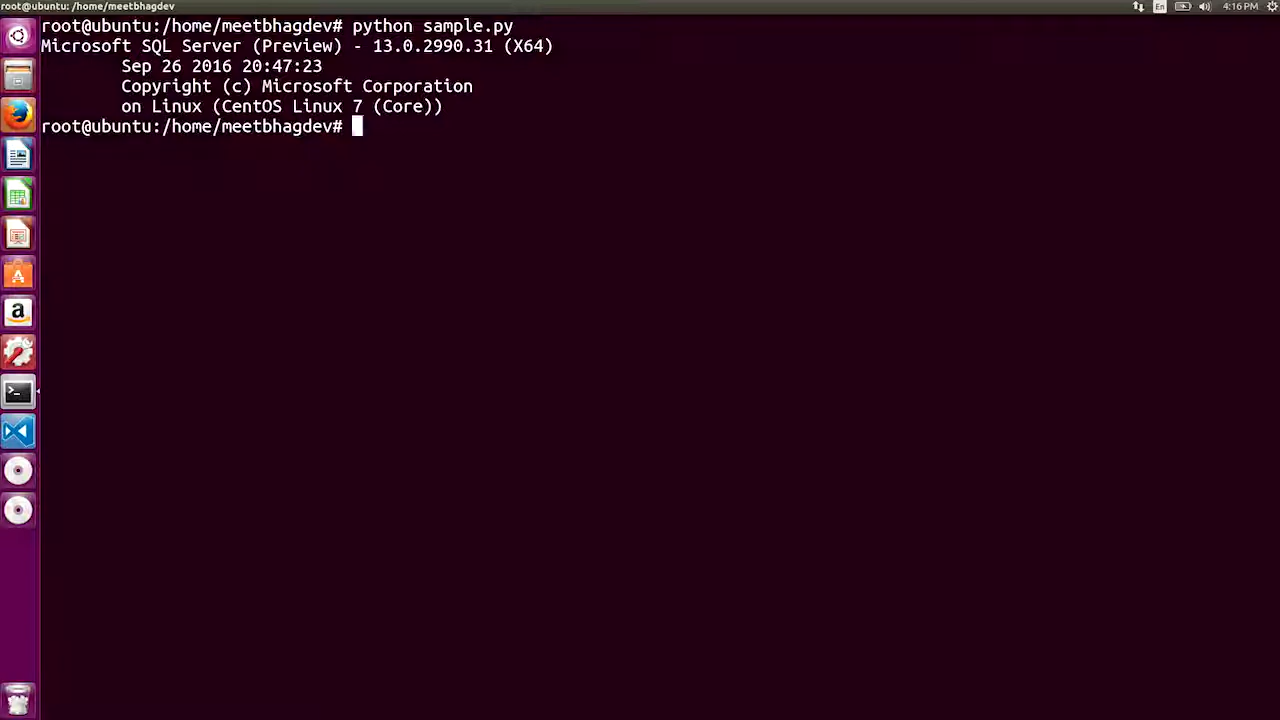 root@ubuntu: /home/meetbhagdev
En
4:16 PM
root@ubuntu:/home/meetbhagdev# python sample.py
Microsoft SQL Server (Preview) - 13.0.2990.31 (X64)
Sep 26 2016 20:47:23
Copyright (c) Microsoft Corporation
on Linux (CentOS Linux 7 (Core))
root@ubuntu:/home/meetbhagdev#
A
a
>_